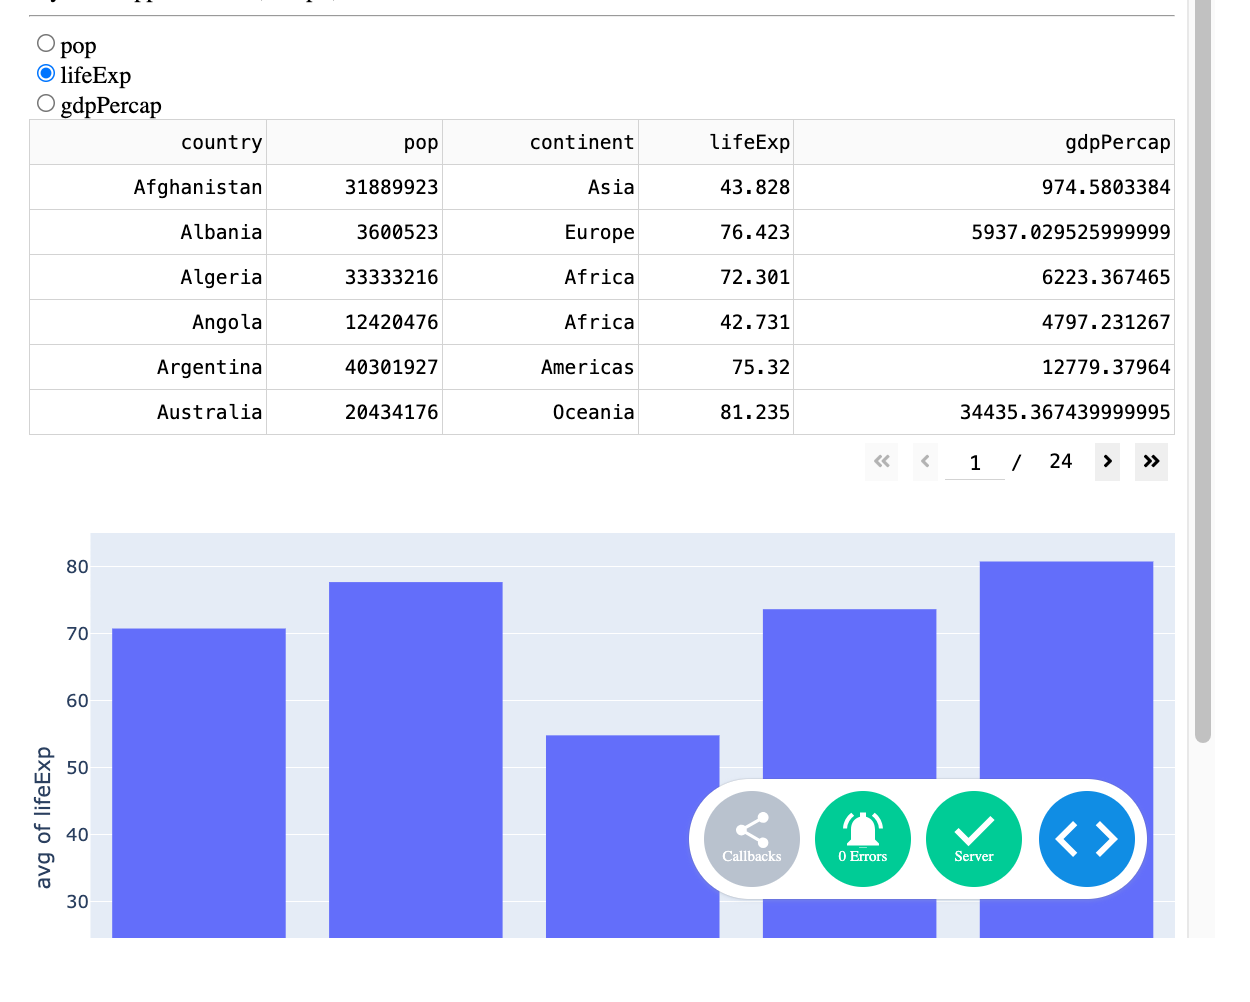 pop
lifeExp
gdpPercap
country pop continent lifeExp gdpPercap
Afghanistan 31889923 Asia 43.828 974.5803384
Albania 3600523 Europe 76.423 5937.029525999999
Algeria 33333216 Africa 72.301 6223.367465
Angola 12420476 Africa 42.731 4797.231267
Argentina 40301927 Americas 75.32 12779.37964
Australia 20434176 Oceania 81.235 34435.367439999995
1 / 24
80
70
60
50
40
30
avg of lifeExp
Callbacks
0 Errors
Server